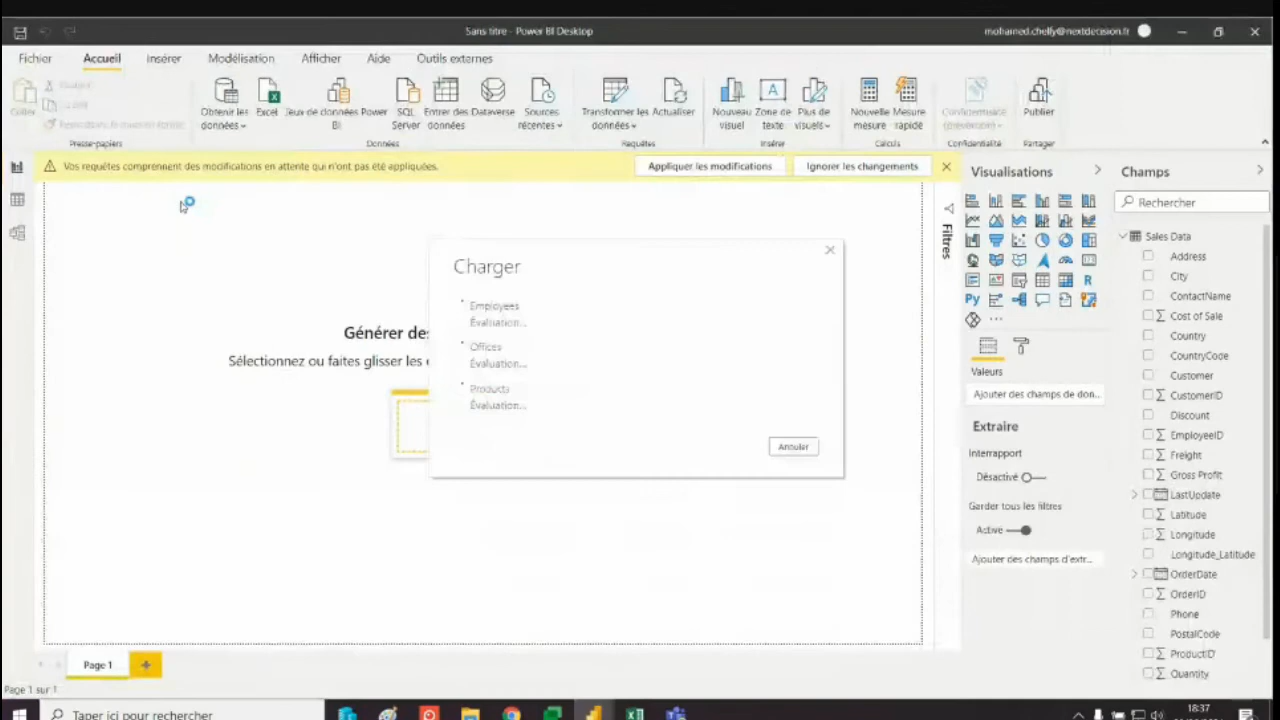 Sans titre - Power BI Desktop
mohamed.chelfy@nextdecision.fr
Fichier
Accueil
Insérer
Modélisation
Afficher
Aide
Outils externes
Coller
Obtenir les données
Excel
Jeux de données Power BI
SQL Server
Entrer des données
Dataverse
Sources récentes
Transformer les données
Actualiser
Nouveau visuel
Zone de texte
Plus de visuels
Nouvelle mesure
Mesure rapide
Publier
Presse-papiers
Données
Requêtes
Insérer
Calculs
Confidentialité
Partager
Vos requêtes comprennent des modifications en attente qui n'ont pas été appliquées.
Appliquer les modifications
Ignorer les changements
Générer des
Sélectionnez ou faites glisser les
Charger
Employees
Évaluation...
Offices
Évaluation...
Products
Évaluation...
Annuler
Filtres
Visualisations
R
Py
Valeurs
Ajouter des champs de don...
Extraire
Interrapport
Désactivé
Garder tous les filtres
Activé
Ajouter des champs d'extr...
Champs
Rechercher
Sales Data
Address
City
ContactName
Cost of Sale
Country
CountryCode
Customer
CustomerID
Discount
EmployeeID
Freight
Gross Profit
LastUpdate
Latitude
Longitude
Longitude_Latitude
OrderDate
OrderID
Phone
PostalCode
ProductID
Quantity
Page 1
Page 1 sur 1
Taper ici pour rechercher
18:37